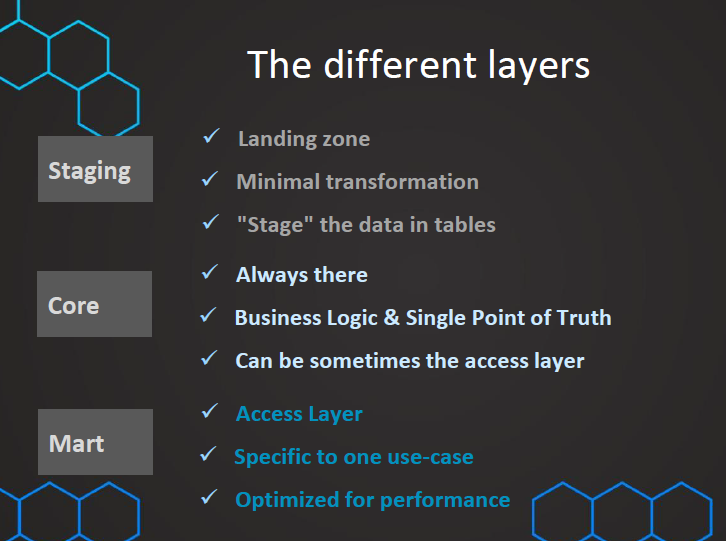 The different layers
Staging
Landing zone
Minimal transformation
"Stage" the data in tables
Core
Always there
Business Logic & Single Point of Truth
Can be sometimes the access layer
Mart
Access Layer
Specific to one use-case
Optimized for performance